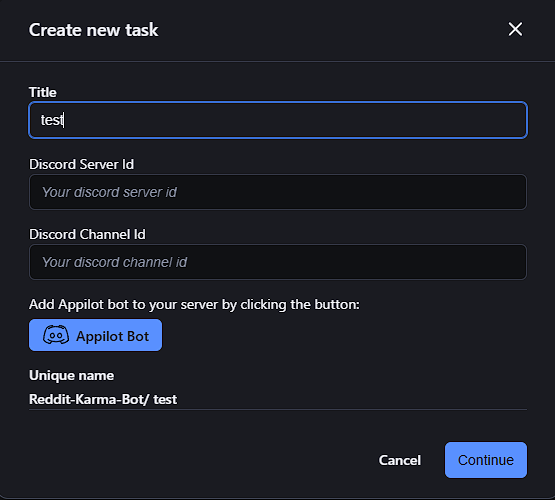 Create new task
Title
test
Discord Server Id
Your discord server id
Discord Channel Id
Your discord channel id
Add Appilot bot to your server by clicking the button:
Appilot Bot
Unique name
Reddit-Karma-Bot/ test
Cancel
Continue